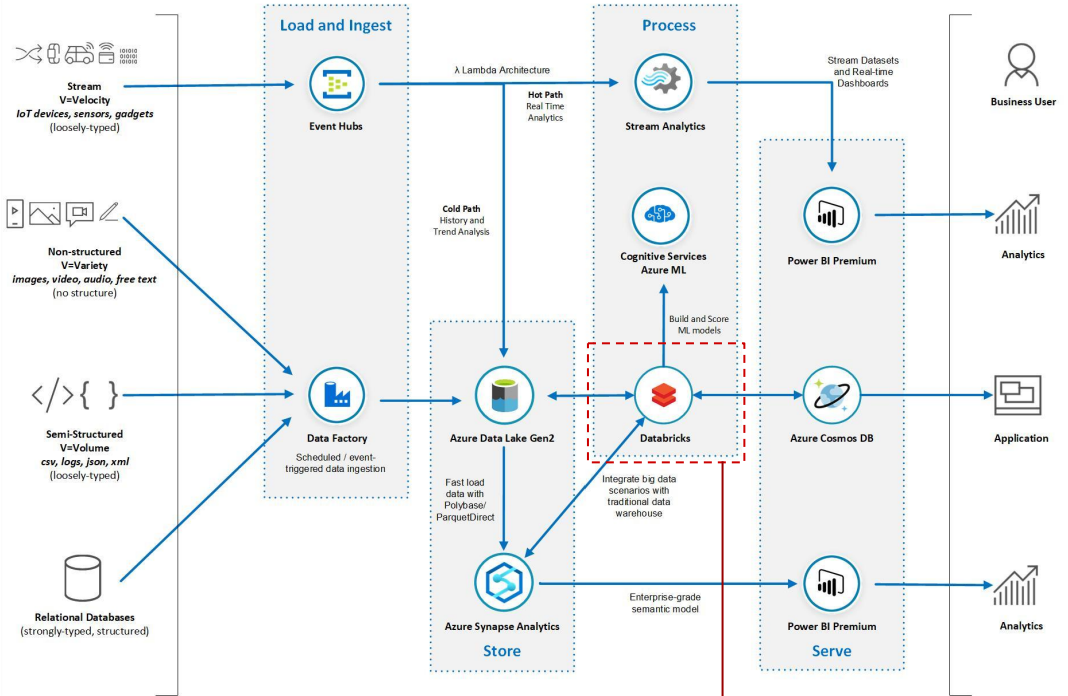 Load and Ingest
Process
λ Lambda Architecture
Stream Datasets
and Real-time
Dashboards
Stream
V=Velocity
IoT devices, sensors, gadgets
(loosely-typed)
Event Hubs
Hot Path
Real Time
Analytics
Stream Analytics
Business User
Non-structured
V=Variety
images, video, audio, free text
(no structure)
Cold Path
History and
Trend Analysis
Cognitive Services
Azure ML
Power BI Premium
Analytics
Build and Score
ML models
</> { }
Semi-Structured
V=Volume
csv, logs, json, xml
(loosely-typed)
Data Factory
Scheduled / event-
triggered data ingestion
Azure Data Lake Gen2
Databricks
Azure Cosmos DB
Application
Fast load
data with
Polybase/
ParquetDirect
Integrate big data
scenarios with
traditional data
warehouse
Relational Databases
(strongly-typed, structured)
Azure Synapse Analytics
Enterprise-grade
semantic model
Power BI Premium
Analytics
Store
Serve